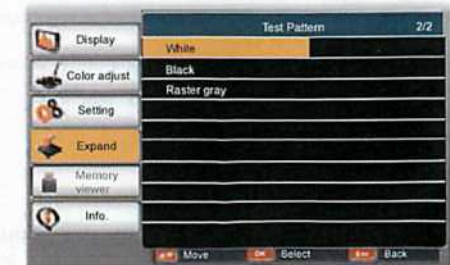 Test Pattern 2/2
Display
White
Black
Color adjust
Raster gray
Setting
Expand
Memory
viewer
Info.
Move OK Select Esc Back